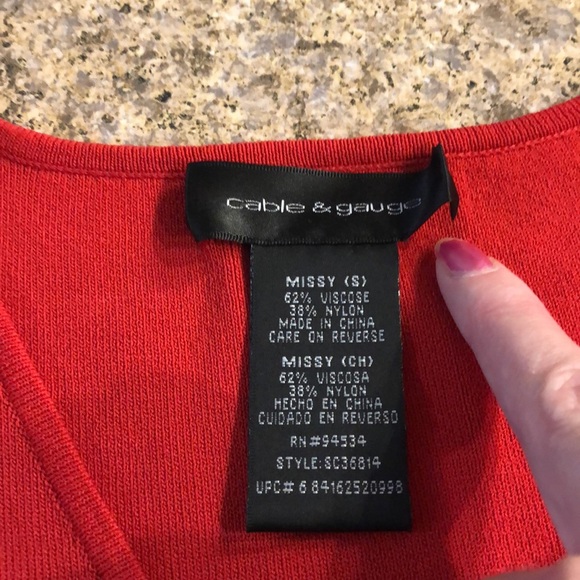 cable & gauge
MISSY (S)
62% VISCOSE
38% NYLON
MADE IN CHINA
CARE ON REVERSE
MISSY (CH)
62% VISCOSA
38% NYLON
HECHO EN CHINA
CUIDADO EN REVERSO
RN#94534
STYLE:SC36814
UPC# 6 84162520998